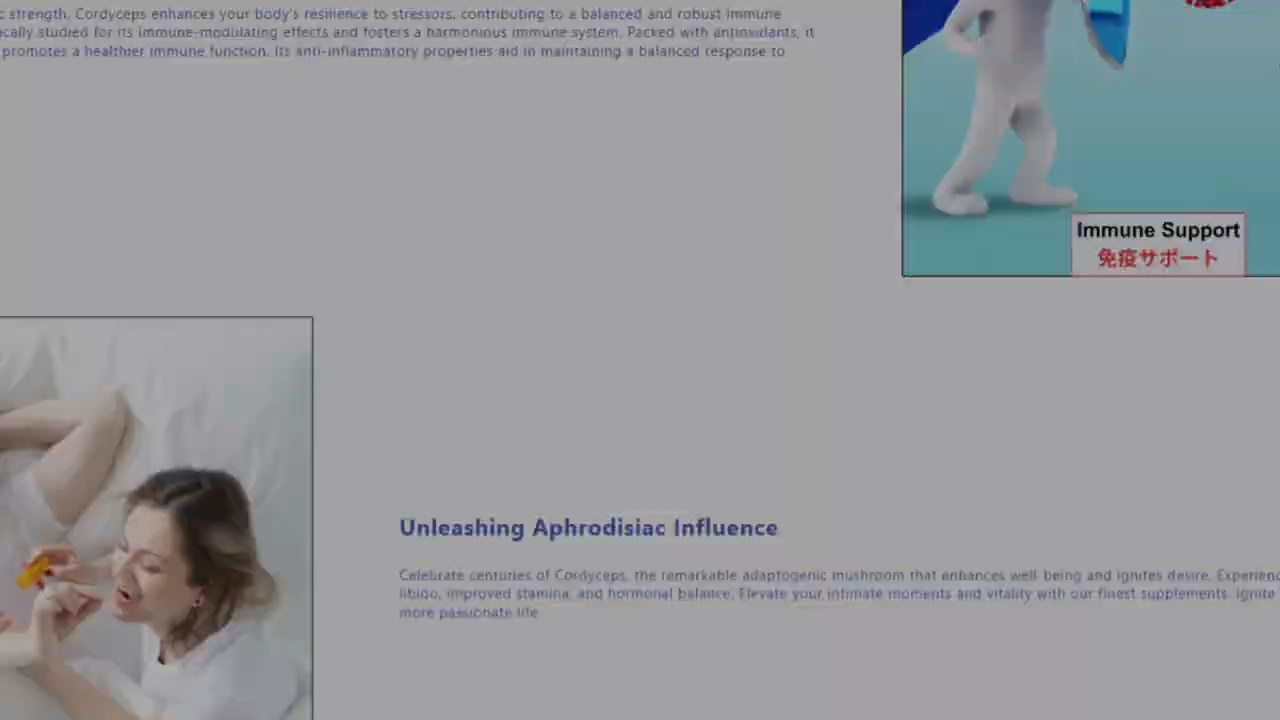 strength, Cordyceps enhances your body's resilience to stressors, contributing to a balanced and robust immune
cally studied for its immune-modulating effects and fosters a harmonious immune system. Packed with antioxidants, it
promotes a healthier immune function. Its anti-inflammatory properties aid in maintaining a balanced response to
Immune Support
免疫サポート
Unleashing Aphrodisiac Influence
Celebrate centuries of Cordyceps, the remarkable adaptogenic mushroom that enhances well being and ignites desire. Experienc
libido, improved stamina, and hormonal balance. Elevate your intimate moments and vitality with our finest supplements. Ignite
more passionate life